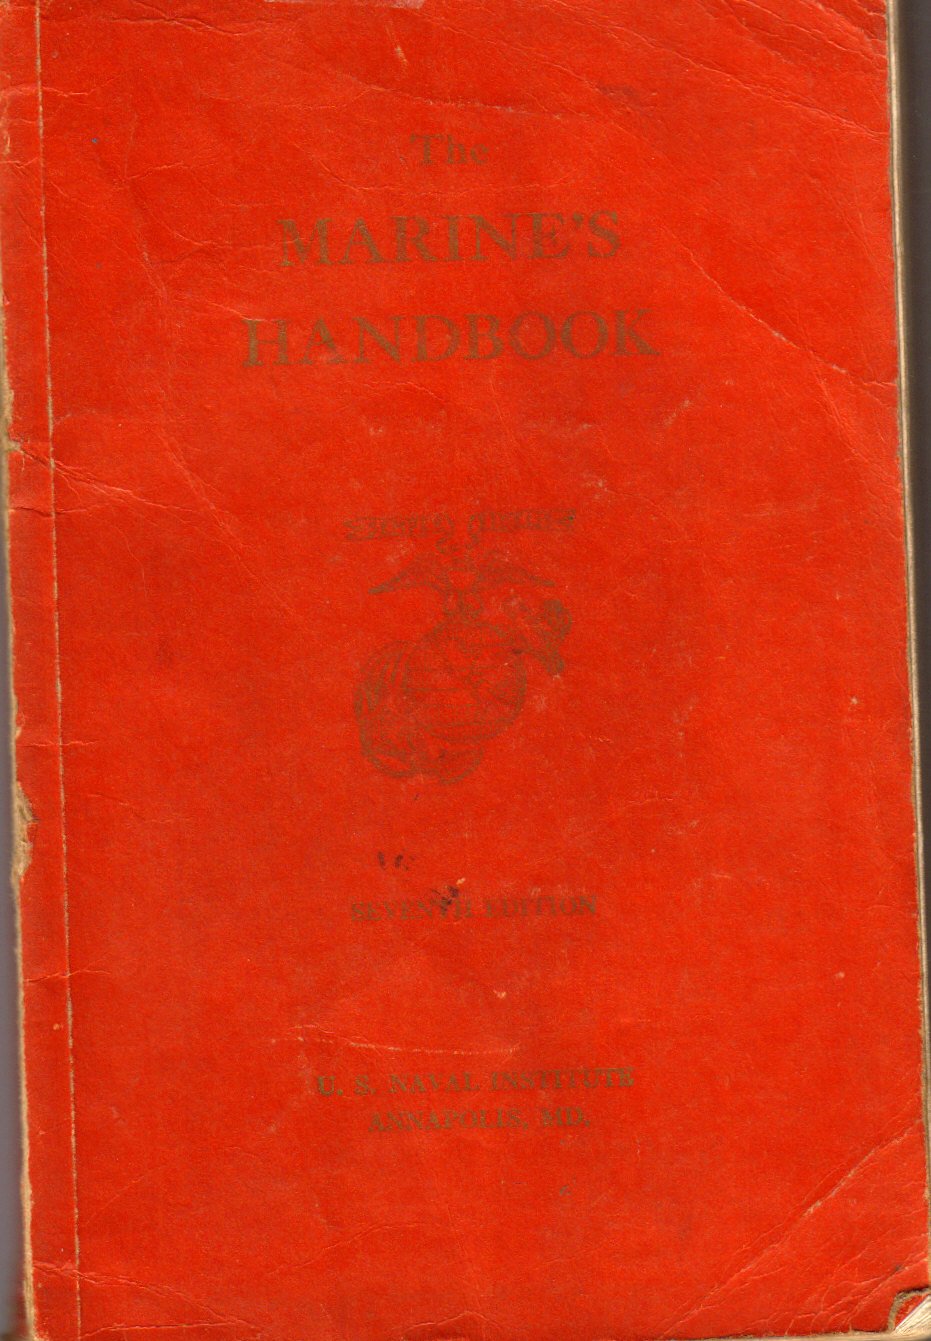 The
MARINE'S
HANDBOOK
SEVENTH EDITION
U. S. NAVAL INSTITUTE
ANNAPOLIS, MD.